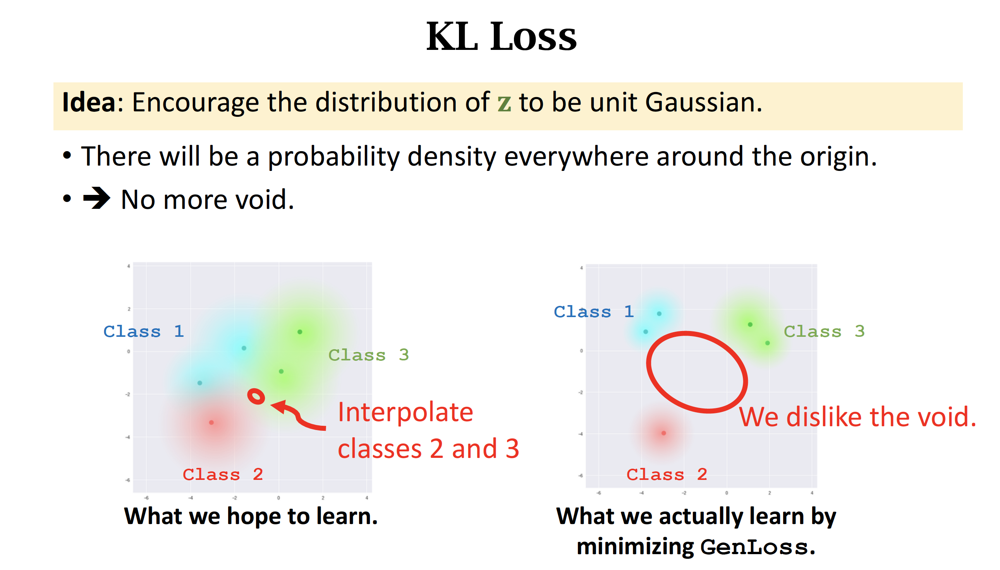 KL Loss
Idea: Encourage the distribution of z to be unit Gaussian.
• There will be a probability density everywhere around the origin.
• ➔ No more void.
4
2
0
−2
−4
−6
−6
−4
−2
0
2
4
Class 1
Class 3
Class 2
Interpolate
classes 2 and 3
What we hope to learn.
4
2
0
−2
−4
−6
−6
−4
−2
0
2
4
Class 1
Class 3
Class 2
We dislike the void.
What we actually learn by
minimizing GenLoss.